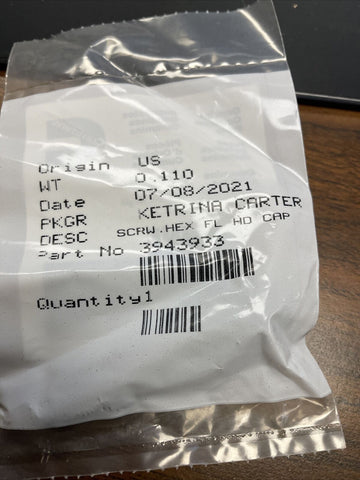 Origin US
WT 0.110
Date 07/08/2021
PKGR KETRINA CARTER
DESC SCRW.HEX FL HD CAP
Part No 3943933
Quantity1